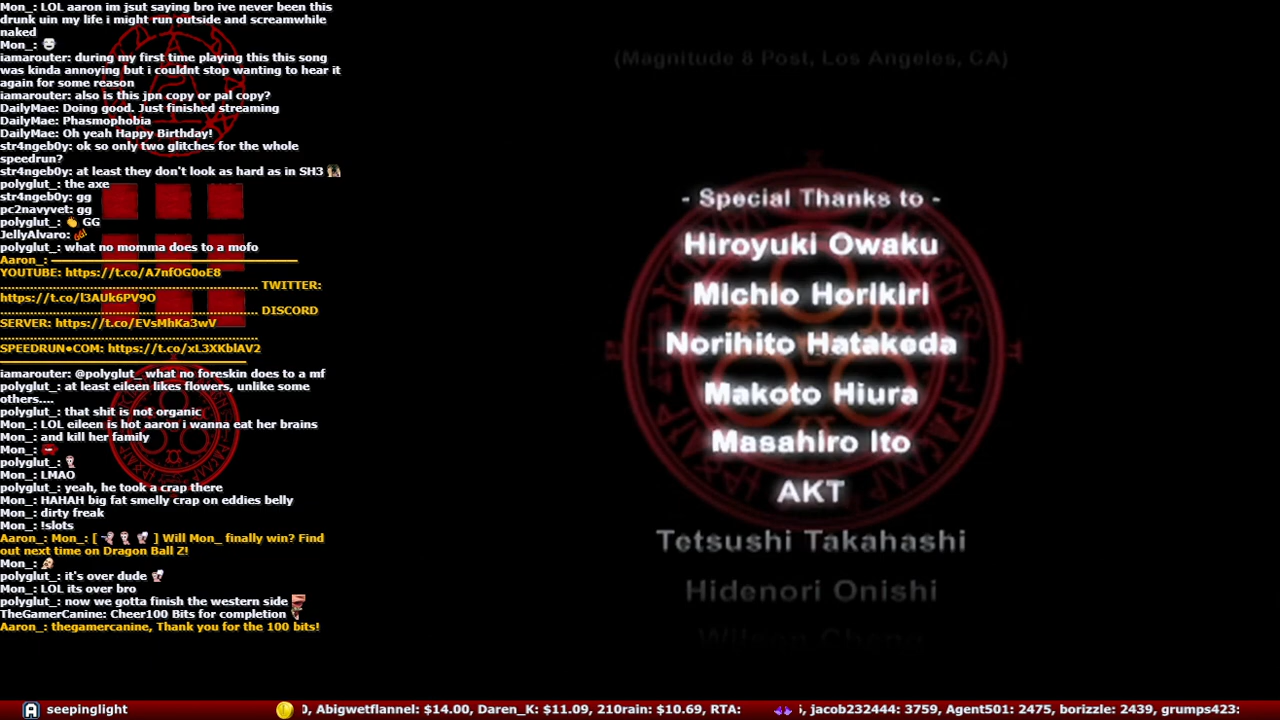 Mon_: LOL aaron im jsut saying bro ive never been this
drunk uin my life i might run outside and screamwhile
naked
Mon_:
iamarouter: during my first time playing this this song
was kinda annoying but i couldnt stop wanting to hear it
again for some reason
iamarouter: also is this jpn copy or pal copy?
DailyMae: Doing good. Just finished streaming
DailyMae: Phasmophobia
DailyMae: Oh yeah Happy Birthday!
str4ngeb0y: ok so only two glitches for the whole
speedrun?
str4ngeb0y: at least they don't look as hard as in SH3
polyglut_: the axe
str4ngeb0y: gg
pc2navyvet: gg
polyglut_: GG
JellyAlvaro:
polyglut_: what no momma does to a mofo
Aaron_:
YOUTUBE: https://t.co/A7nfOG0oE8
TWITTER:
https://t.co/l3AUk6PV9O
DISCORD
SERVER: https://t.co/EVsMhKa3wV
SPEEDRUN●COM: https://t.co/xL3XKblAV2
iamarouter: @polyglut_ what no foreskin does to a mf
polyglut_: at least eileen likes flowers, unlike some
others....
polyglut_: that shit is not organic
Mon_: LOL eileen is hot aaron i wanna eat her brains
Mon_: and kill her family
Mon_:
polyglut_:
Mon_: LMAO
polyglut_: yeah, he took a crap there
Mon_: HAHAH big fat smelly crap on eddies belly
Mon_: dirty freak
Mon_: !slots
Aaron_: Mon_: [ ] Will Mon_ finally win? Find
out next time on Dragon Ball Z!
Mon_:
polyglut_: it's over dude
Mon_: LOL its over bro
polyglut_: now we gotta finish the western side
TheGamerCanine: Cheer100 Bits for completion
Aaron_: thegamercanine, Thank you for the 100 bits!
(Magnitude 8 Post, Los Angeles, CA)
- Special Thanks to -
Hiroyuki Owaku
Michio Horikiri
Norihito Hatakeda
Makoto Hiura
Masahiro Ito
AKT
Tetsushi Takahashi
Hidenori Onishi
Wilson Cheng
seepinglight
0, Abigwetflannel: $14.00, Daren_K: $11.09, 210rain: $10.69, RTA:
i, jacob232444: 3759, Agent501: 2475, borizzle: 2439, grumps423: